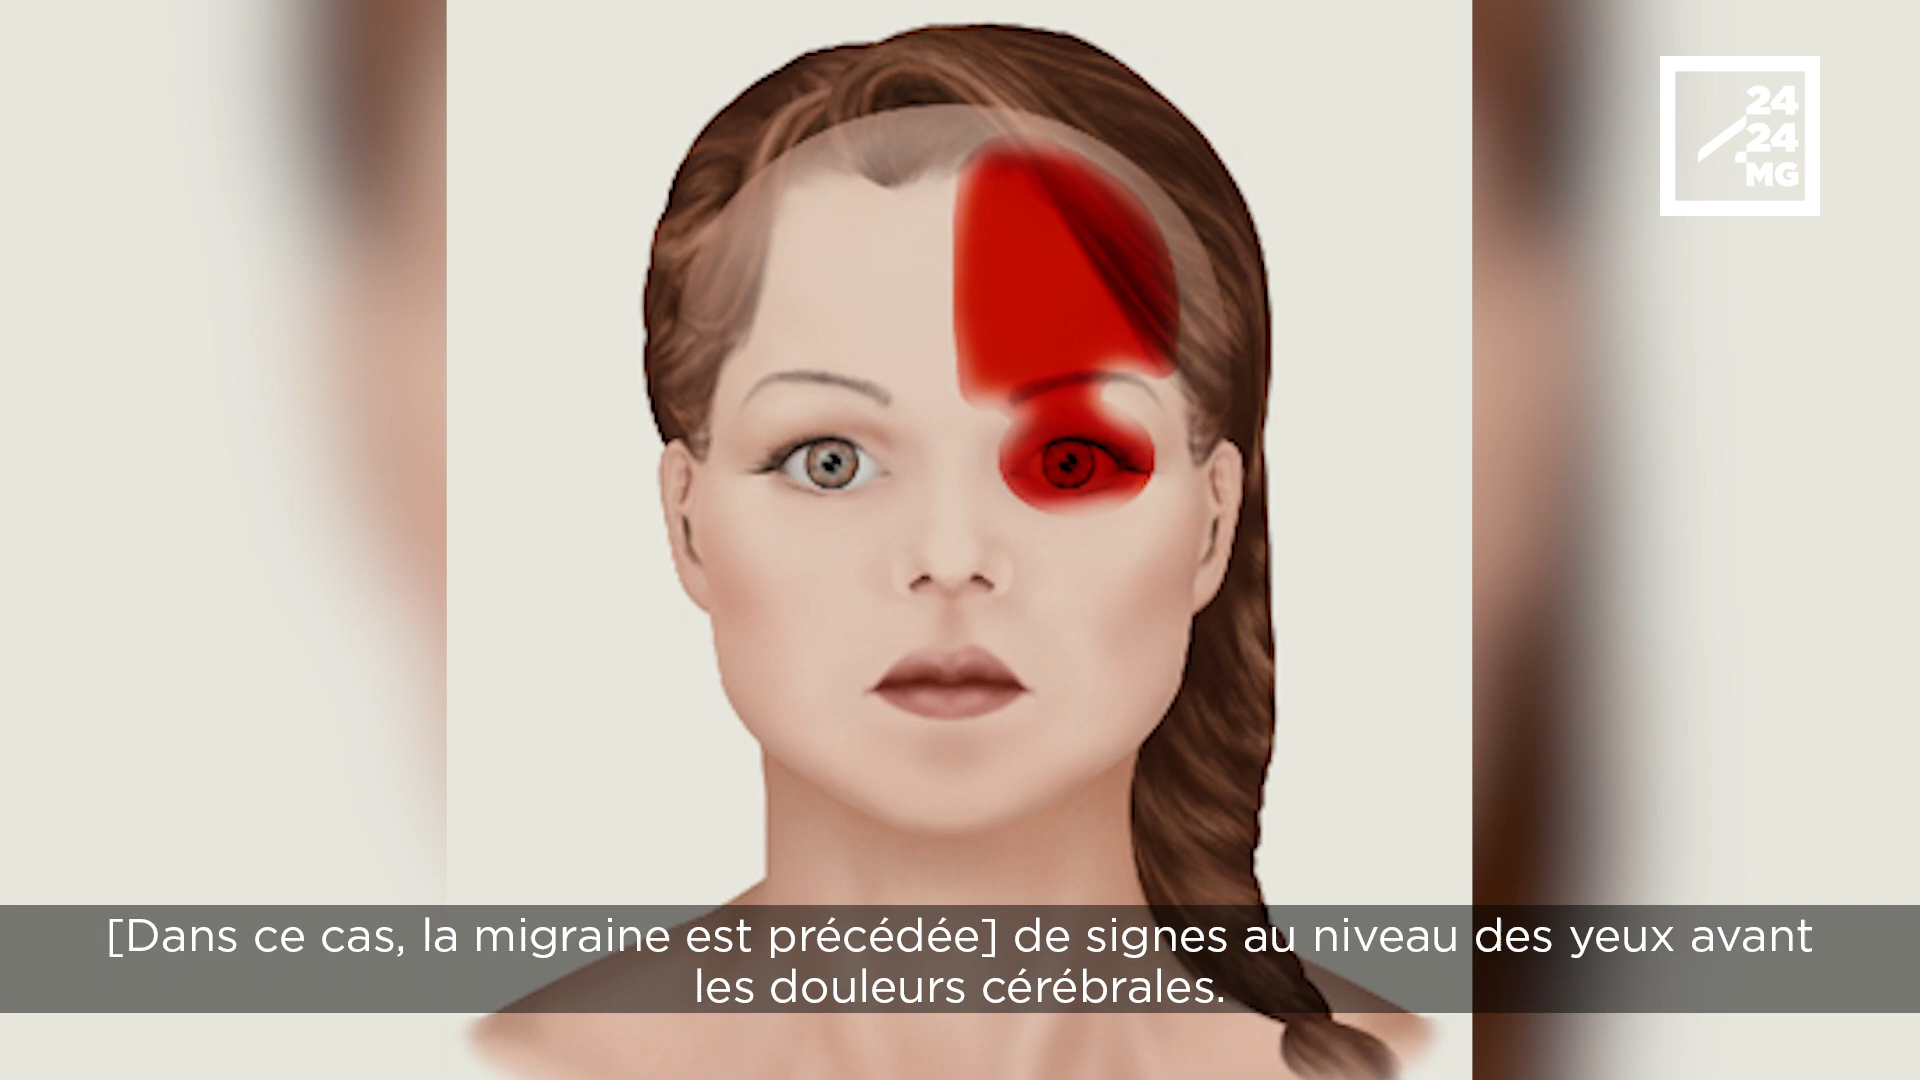 24
24
MG
[Dans ce cas, la migraine est précédée] de signes au niveau des yeux avant
les douleurs cérébrales.